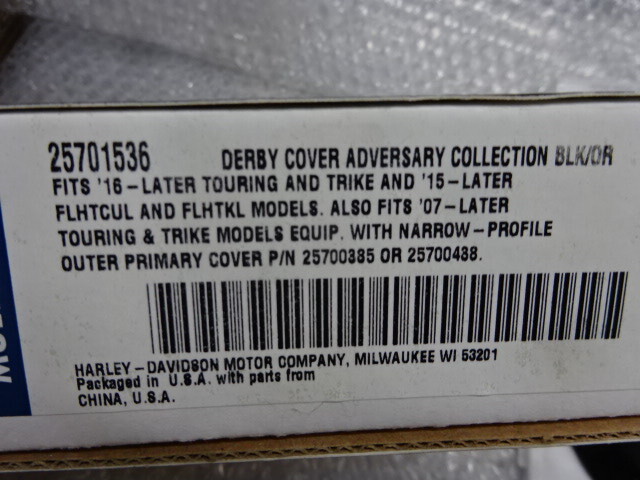 25701536 DERBY COVER ADVERSARY COLLECTION BLK/OR
FITS '16-LATER TOURING AND TRIKE AND '15-LATER
FLHTCUL AND FLHTKL MODELS. ALSO FITS '07-LATER
TOURING & TRIKE MODELS EQUIP. WITH NARROW-PROFILE
OUTER PRIMARY COVER P/N 25700385 OR 25700438.
HARLEY-DAVIDSON MOTOR COMPANY, MILWAUKEE WI 53201
Packaged in U.S.A. with parts from
CHINA, U.S.A.